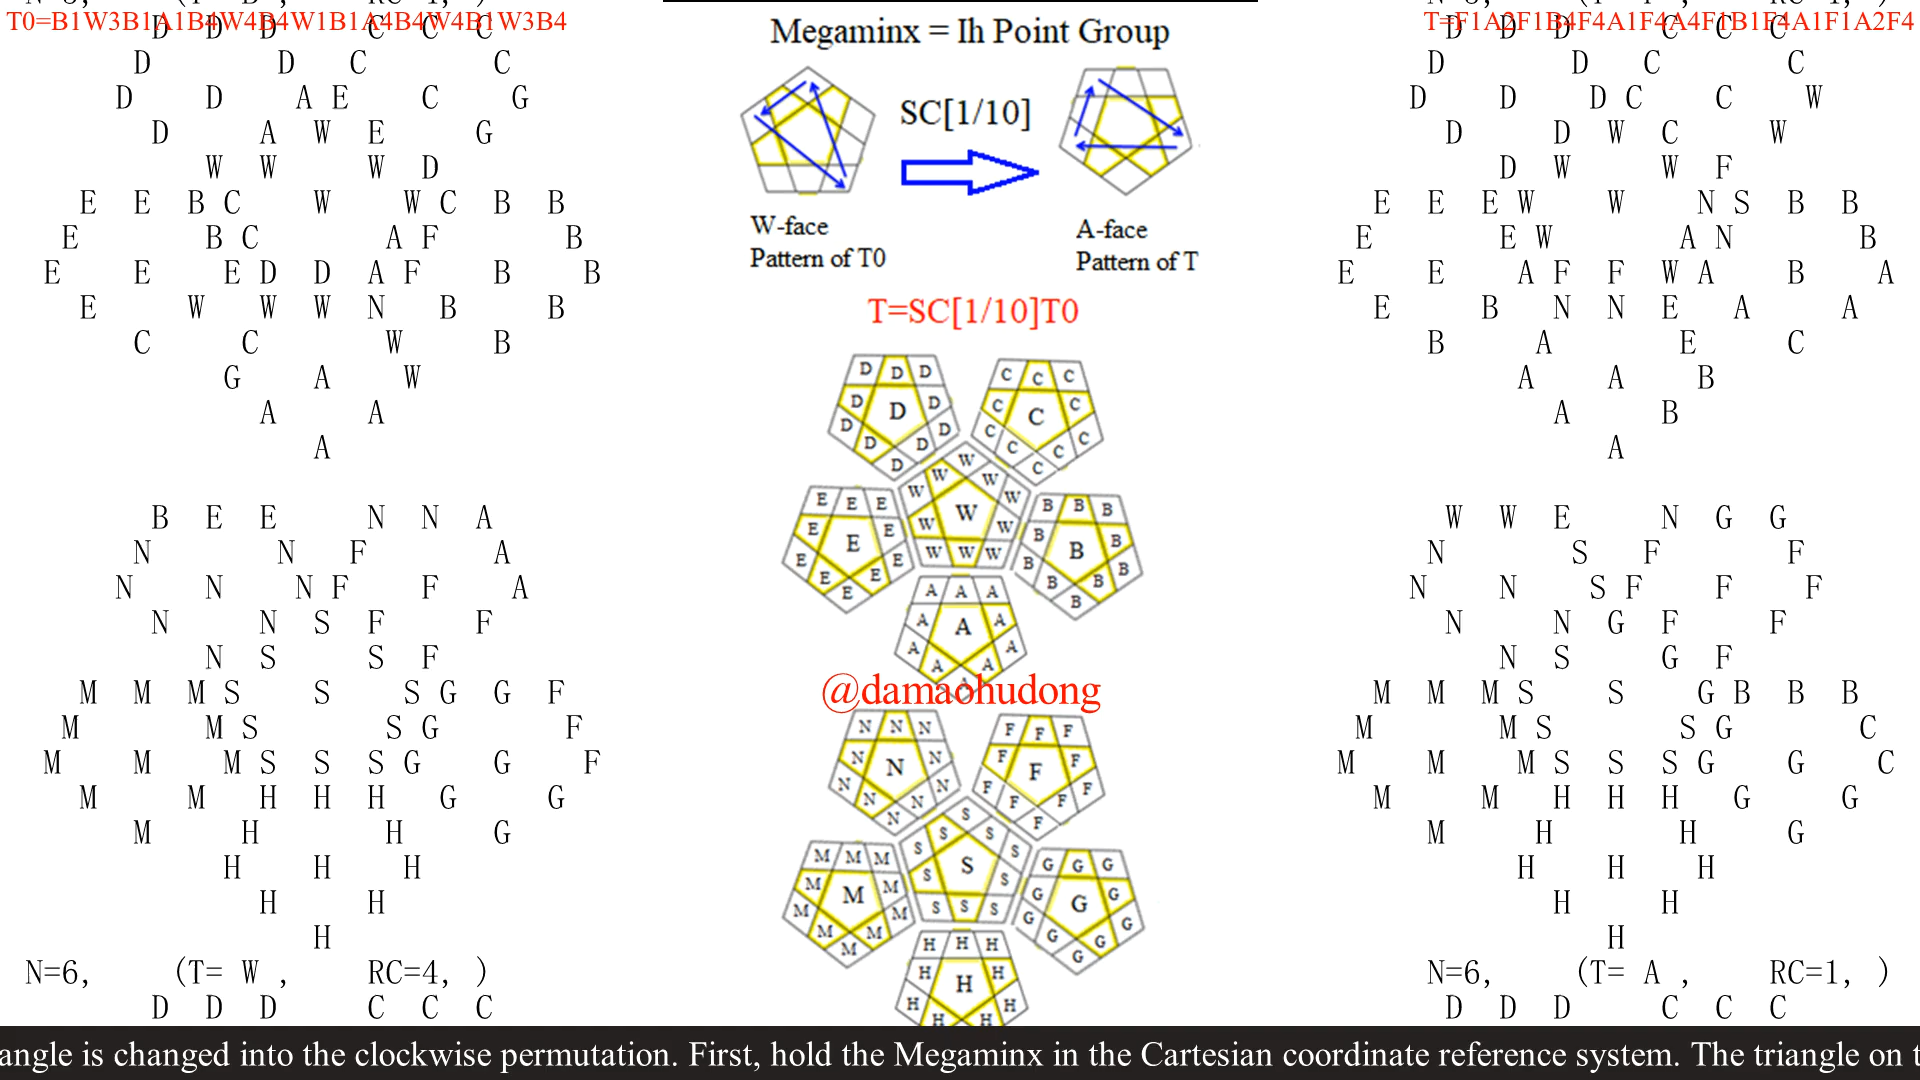 T0=B1W3B1A1B4W4B4W1B1A4B4W4B1W3B4
D D D C C C
D D C C
D D A E C G
D A W E G
W W W D
E E B C W W C B B
E B C A F B
E E E D D A F B B
E W W W N B B
C C W B
G A W
A A
A
B E E N N A
N N F A
N N N F F A
N N S F F
N S S F
M M M S S S G G F
M M S S G F
M M M S S S G G F
M M H H H G G
M H H G
H H H
H H
H
N=6, (T= W , RC=4, )
D D D C C C
Megaminx = Ih Point Group
SC[1/10]
W-face
Pattern of T0
A-face
Pattern of T
T=SC[1/10]T0
D D D
D D
D
D D
D D
D
C C C
C C
C
C C
C C
C
W
W W
W W
W
W W
W W W
E E E
E E
E
E E
E E
E
B B B
B B
B
B B
B B
B
A A A
A A
A
A A
A A
A
@damaohudong
N N N
N N
N
N N
N N
N
F F F
F F
F
F F
F F
F
S
S S
S S
S
S S
S S S
M M M
M M
M
M M
M M
M
G G G
G G
G
G G
G G
G
H H H
H H
H
H H
H H
T=F1A2F1B4F4A1F4A4F1B1F4A1F1A2F4
D D D C C C
D D C C
D D D C C W
D D W C W
D W W F
E E E W W N S B B
E E W A N B
E E A F F W A B A
E B N N E A A
B A E C
A A B
A B
A
W W E N G G
N S F F
N N S F F F
N N G F F
N S G F
M M M S S G B B B
M M S S G C
M M M S S S G G C
M M H H H G G
M H H G
H H H
H H
H
N=6, (T= A , RC=1, )
D D D C C C
angle is changed into the clockwise permutation. First, hold the Megaminx in the Cartesian coordinate reference system. The triangle on t